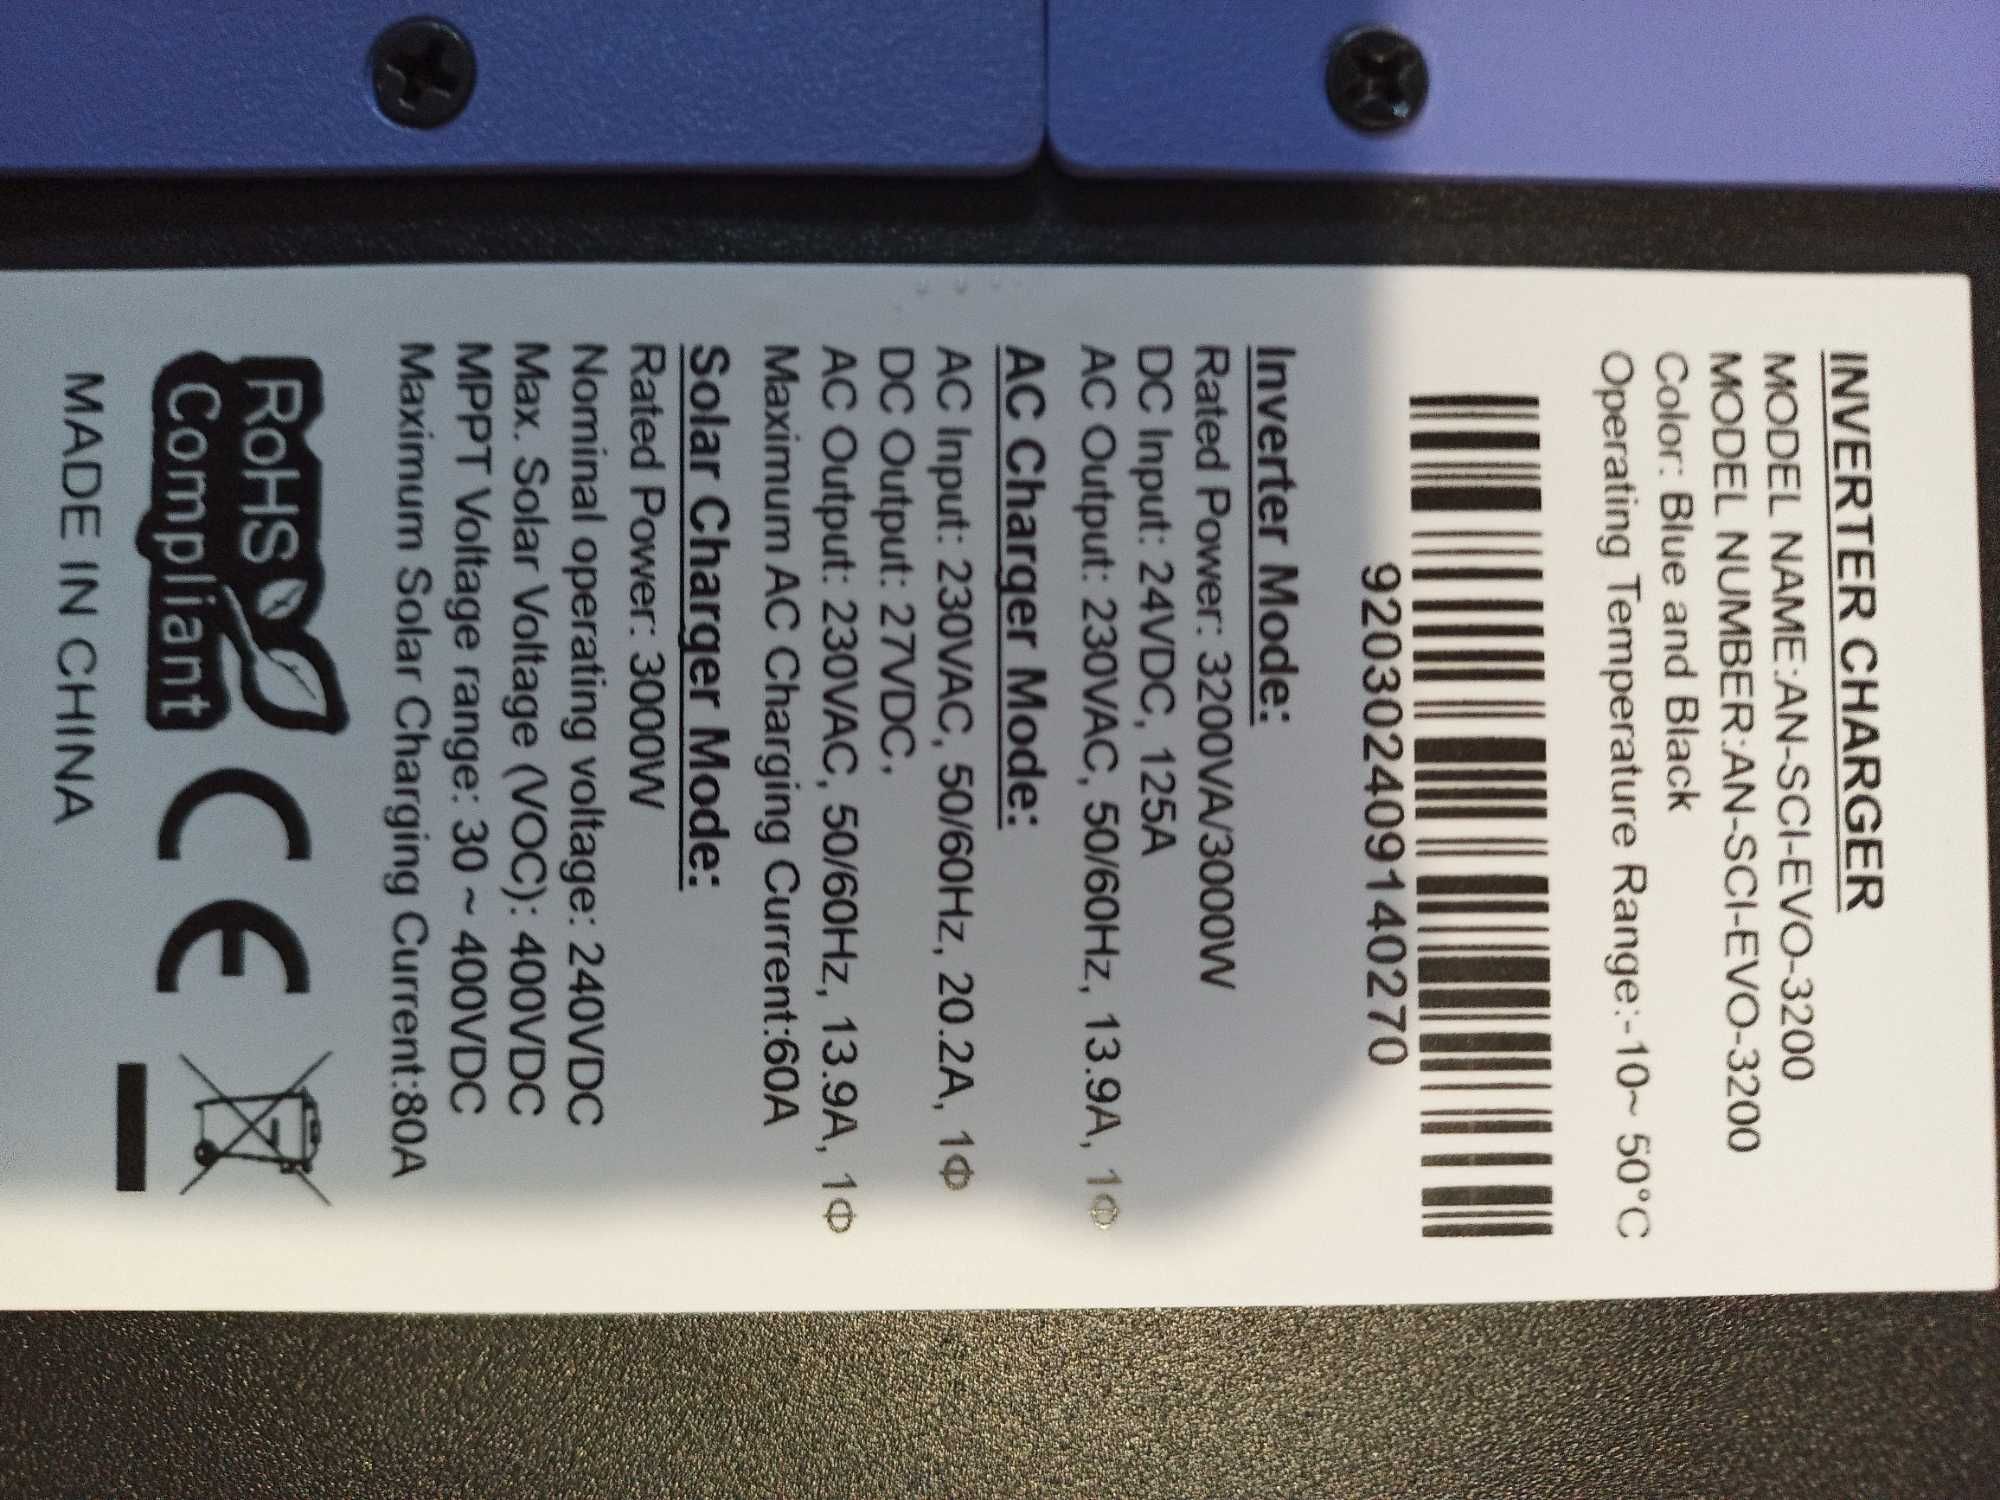 INVERTER CHARGER
MODEL NAME:AN-SCI-EVO-3200
MODEL NUMBER:AN-SCI-EVO-3200
Color: Blue and Black
Operating Temperature Range:-10~ 50°C
920302409140270
Inverter Mode:
Rated Power: 3200VA/3000W
DC Input: 24VDC, 125A
AC Output: 230VAC, 50/60Hz, 13.9A, 1Φ
AC Charger Mode:
AC Input: 230VAC, 50/60Hz, 20.2A, 1Φ
DC Output: 27VDC,
AC Output: 230VAC, 50/60Hz, 13.9A, 1Φ
Maximum AC Charging Current:60A
Solar Charger Mode:
Rated Power: 3000W
Nominal operating voltage: 240VDC
Max. Solar Voltage (VOC): 400VDC
MPPT Voltage range: 30 ~ 400VDC
Maximum Solar Charging Current:80A
RoHS
Compliant
CE
MADE IN CHINA